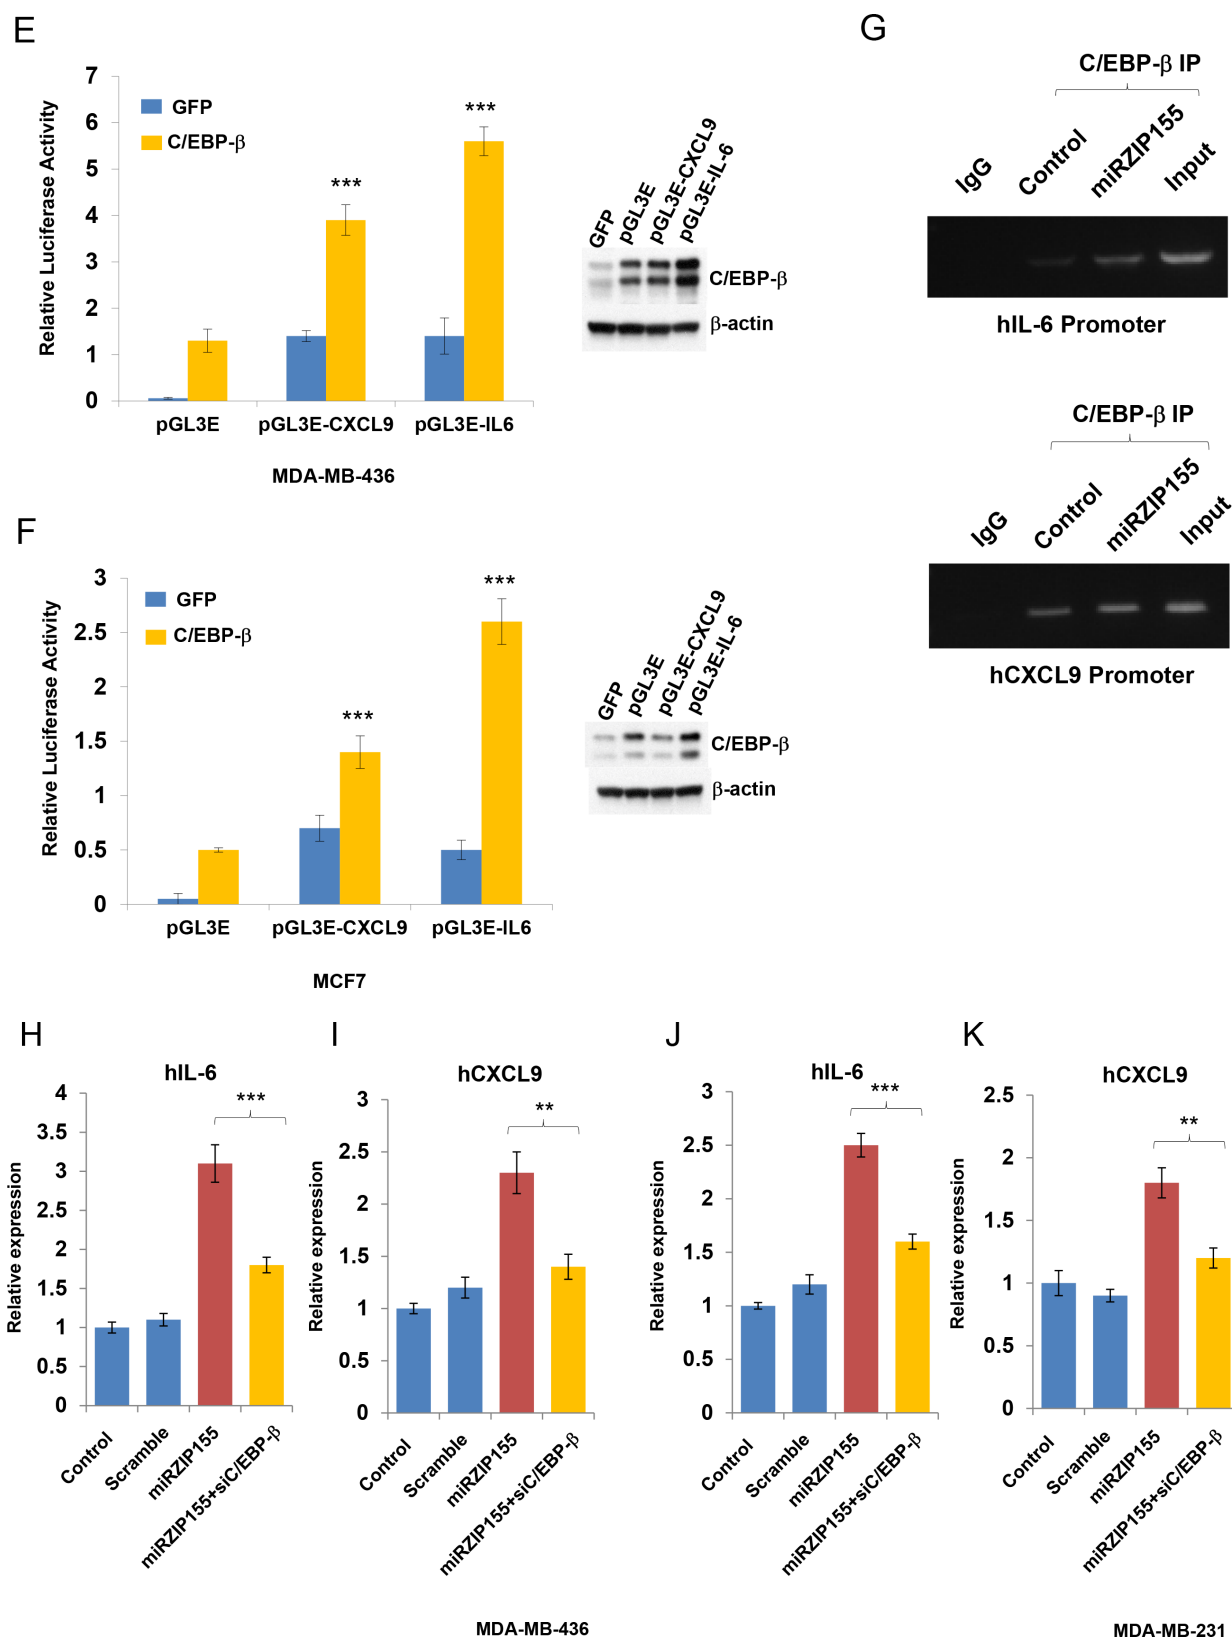 E
7
6
5
4
3
2
1
0
Relative Luciferase Activity
GFP
C/EBP-β
***
***
pGL3E
pGL3E-CXCL9
pGL3E-IL6
MDA-MB-436
GFP
pGL3E
pGL3E-CXCL9
pGL3E-IL-6
C/EBP-β
β-actin
G
C/EBP-β IP
IgG
Control
miRZIP155
Input
hIL-6 Promoter
C/EBP-β IP
IgG
Control
miRZIP155
Input
hCXCL9 Promoter
F
3
2.5
2
1.5
1
0.5
0
Relative Luciferase Activity
GFP
C/EBP-β
***
***
pGL3E
pGL3E-CXCL9
pGL3E-IL6
MCF7
GFP
pGL3E
pGL3E-CXCL9
pGL3E-IL-6
C/EBP-β
β-actin
H
hIL-6
4
3.5
3
2.5
2
1.5
1
0.5
0
Relative expression
***
Control
Scramble
miRZIP155
miRZIP155+siC/EBP-β
I
hCXCL9
3
2.5
2
1.5
1
0.5
0
Relative expression
**
Control
Scramble
miRZIP155
miRZIP155+siC/EBP-β
MDA-MB-436
J
hIL-6
3
2.5
2
1.5
1
0.5
0
Relative expression
***
Control
Scramble
miRZIP155
miRZIP155+siC/EBP-β
K
hCXCL9
2.5
2
1.5
1
0.5
0
Relative expression
**
Control
Scramble
miRZIP155
miRZIP155+siC/EBP-β
MDA-MB-231